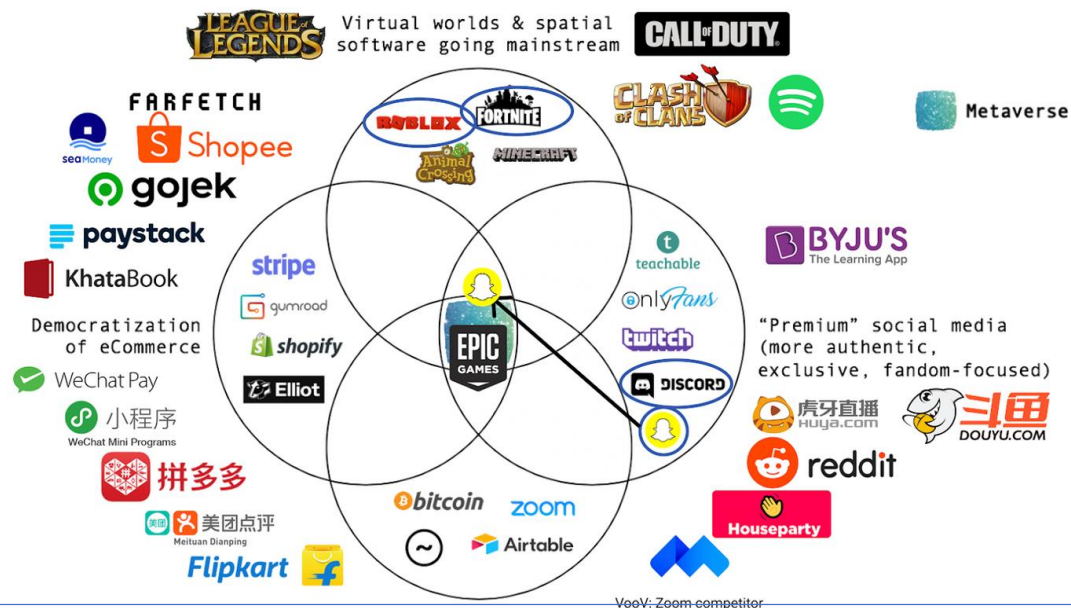 LEAGUE of
LEGENDS
Virtual worlds & spatial
software going mainstream
CALL OF DUTY
FARFETCH
ROBLOX
FORTNITE
CLASH
OF CLANS
Metaverse
sea Money
Shopee
Animal
Crossing
MINECRAFT
gojek
paystack
stripe
teachable
BYJU'S
The Learning App
KhataBook
gumroad
OnlyFans
Democratization
of eCommerce
shopify
EPIC
GAMES
twitch
“Premium” social media
(more authentic,
exclusive, fandom-focused)
WeChat Pay
Elliot
DISCORD
小程序
WeChat Mini Programs
虎牙直播
HUYA.com
斗鱼
DOUYU.COM
拼多多
reddit
bitcoin
zoom
Houseparty
美团
美团点评
Meituan Dianping
~
Airtable
Flipkart
VooV: Zoom competitor